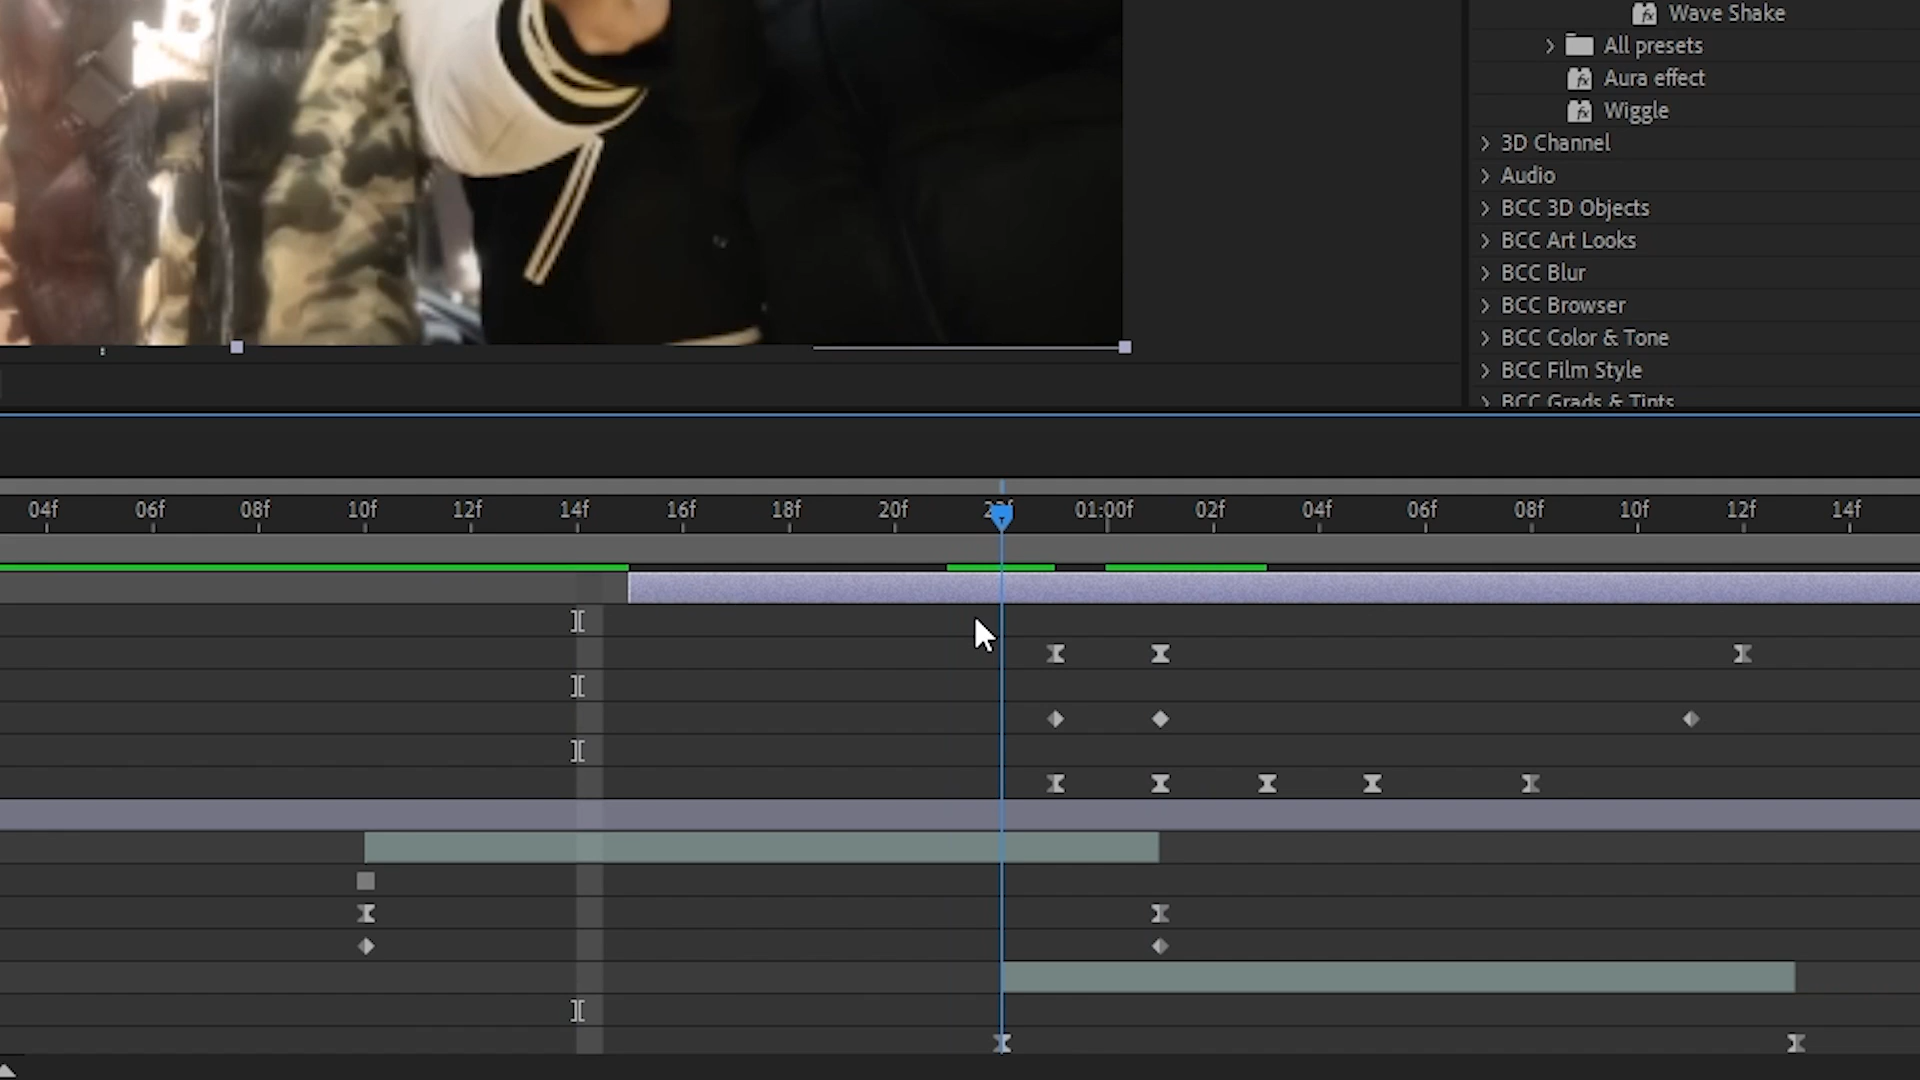 Wave Shake
All presets
Aura effect
Wiggle
3D Channel
Audio
BCC 3D Objects
BCC Art Looks
BCC Blur
BCC Browser
BCC Color & Tone
BCC Film Style
BCC Grads & Tints
04f 06f 08f 10f 12f 14f 16f 18f 20f 22f 01:00f 02f 04f 06f 08f 10f 12f 14f